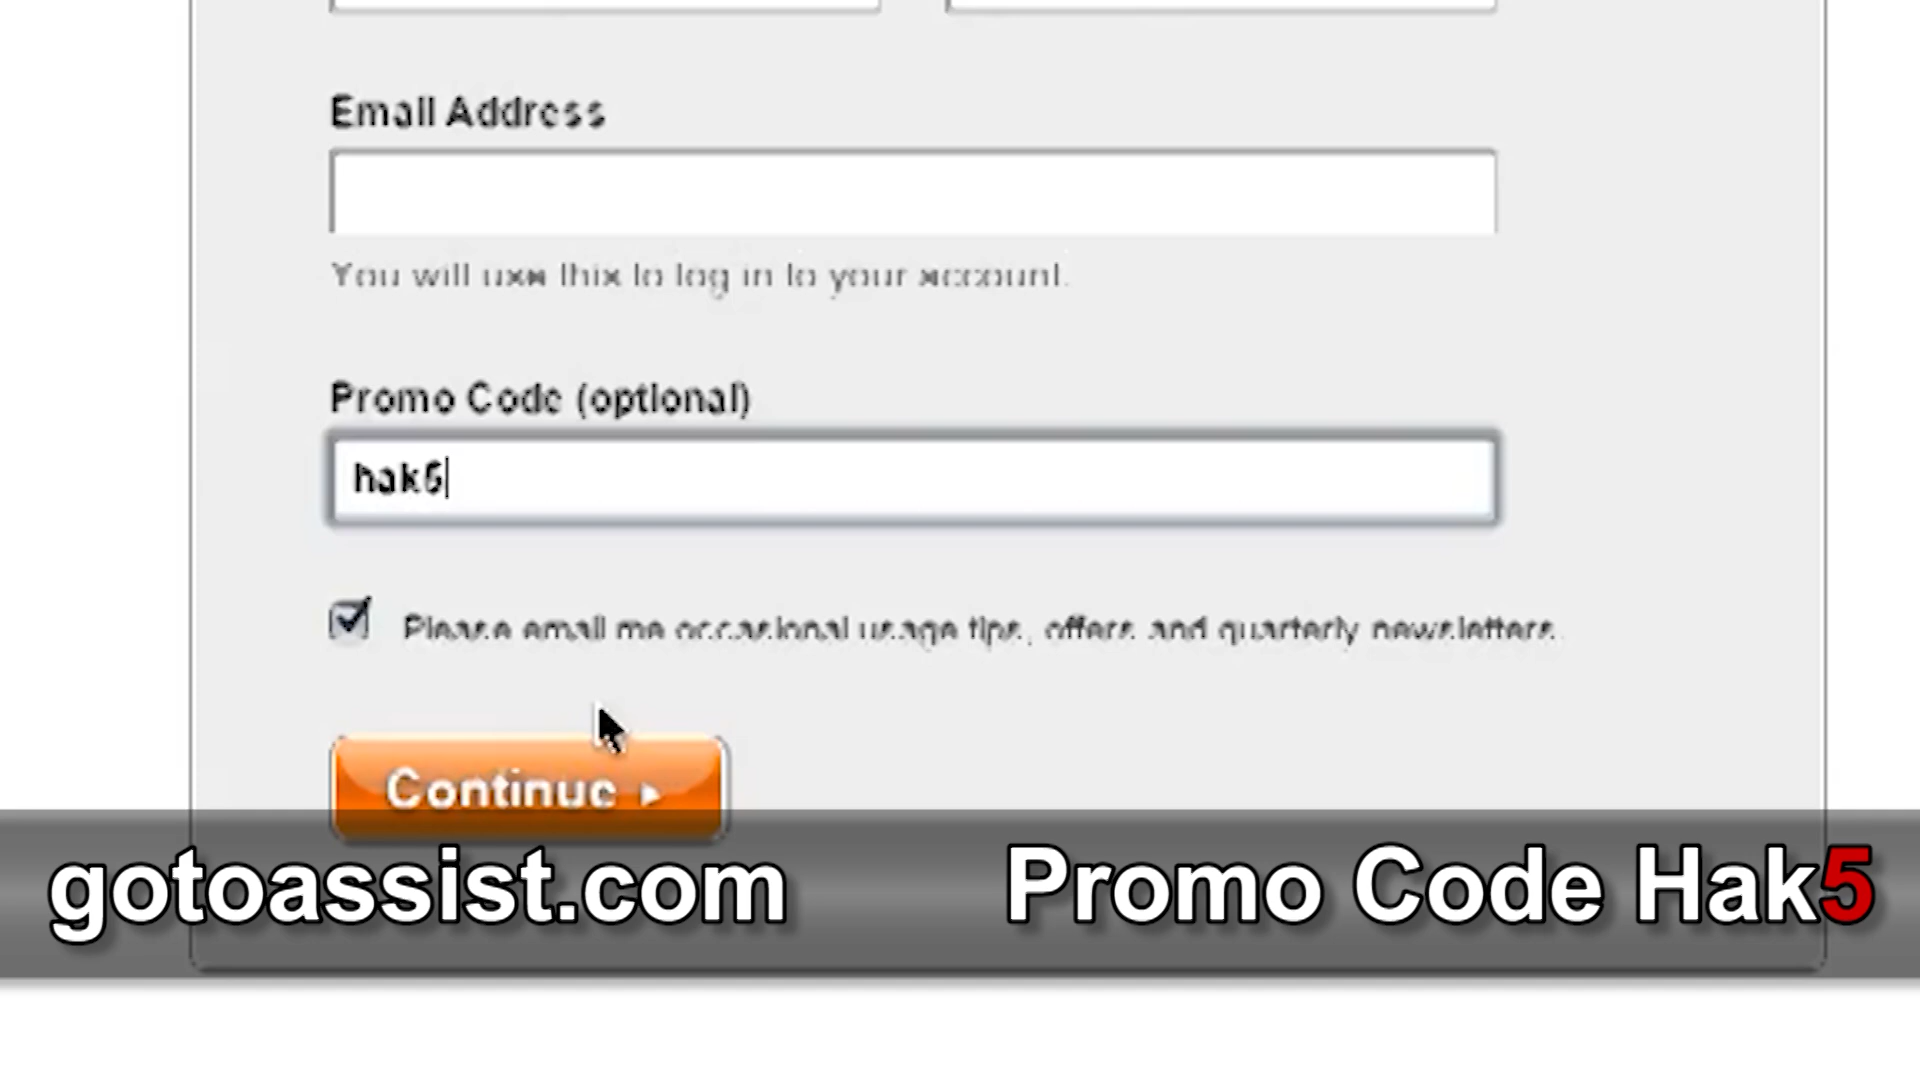 Email Address
You will use this to log in to your account.
Promo Code (optional)
hak5
Please email me occasional usage tips, offers and quarterly newsletters.
Continue
gotoassist.com
Promo Code Hak5